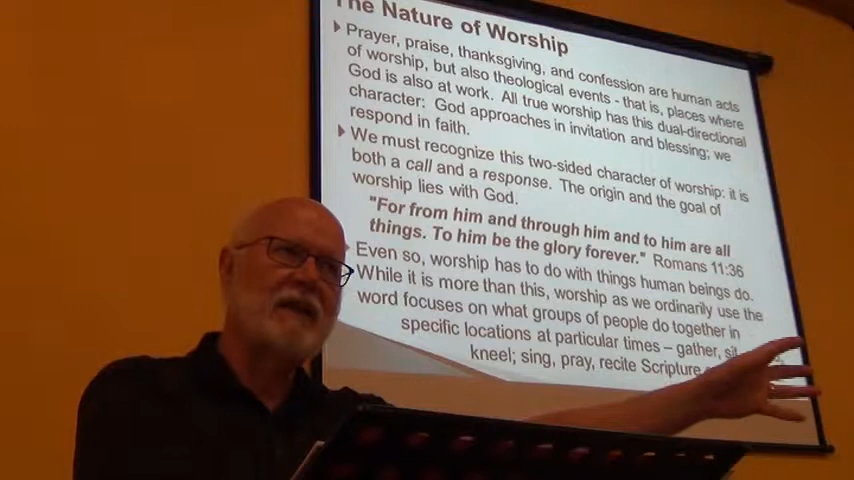 The Nature of Worship
Prayer, praise, thanksgiving, and confession are human acts
of worship, but also theological events - that is, places where
God is also at work. All true worship has this dual-directional
character: God approaches in invitation and blessing; we
respond in faith.
We must recognize this two-sided character of worship: it is
both a call and a response. The origin and the goal of
worship lies with God.
"For from him and through him and to him are all
things. To him be the glory forever." Romans 11:36
Even so, worship has to do with things human beings do.
While it is more than this, worship as we ordinarily use the
word focuses on what groups of people do together in
specific locations at particular times – gather, sit,
kneel; sing, pray, recite Scripture